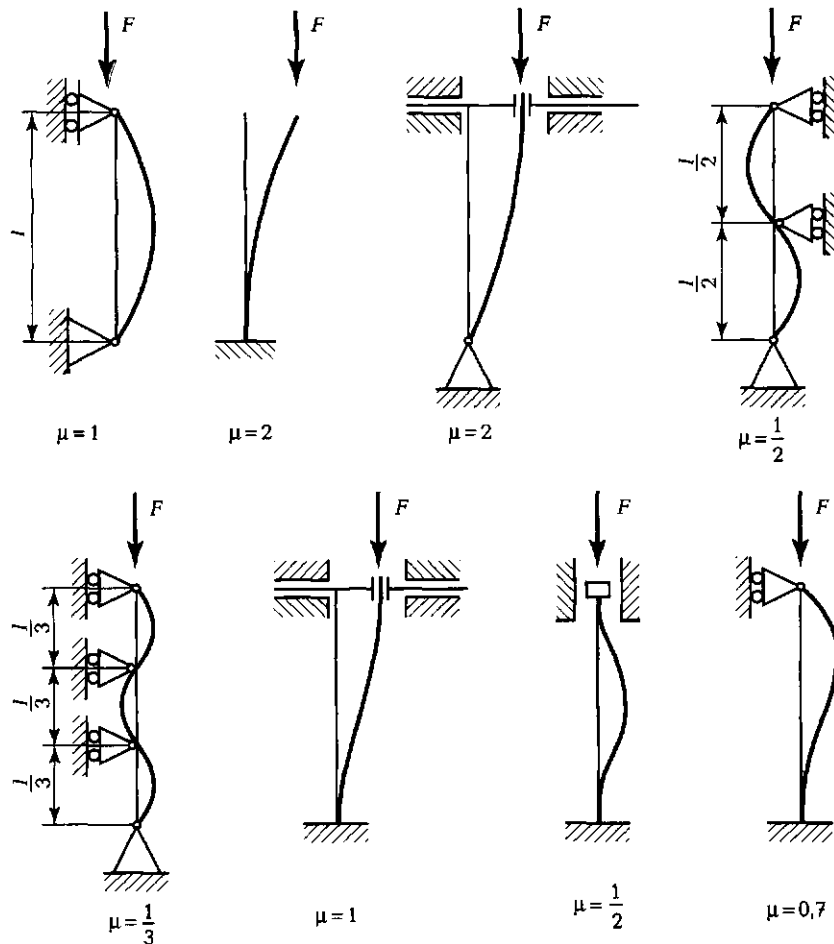 F
F
F
F
l
l/2
l/2
μ = 1
μ = 2
μ = 2
μ = 1/2
F
F
F
F
l/3
l/3
l/3
μ = 1/3
μ = 1
μ = 1/2
μ = 0,7